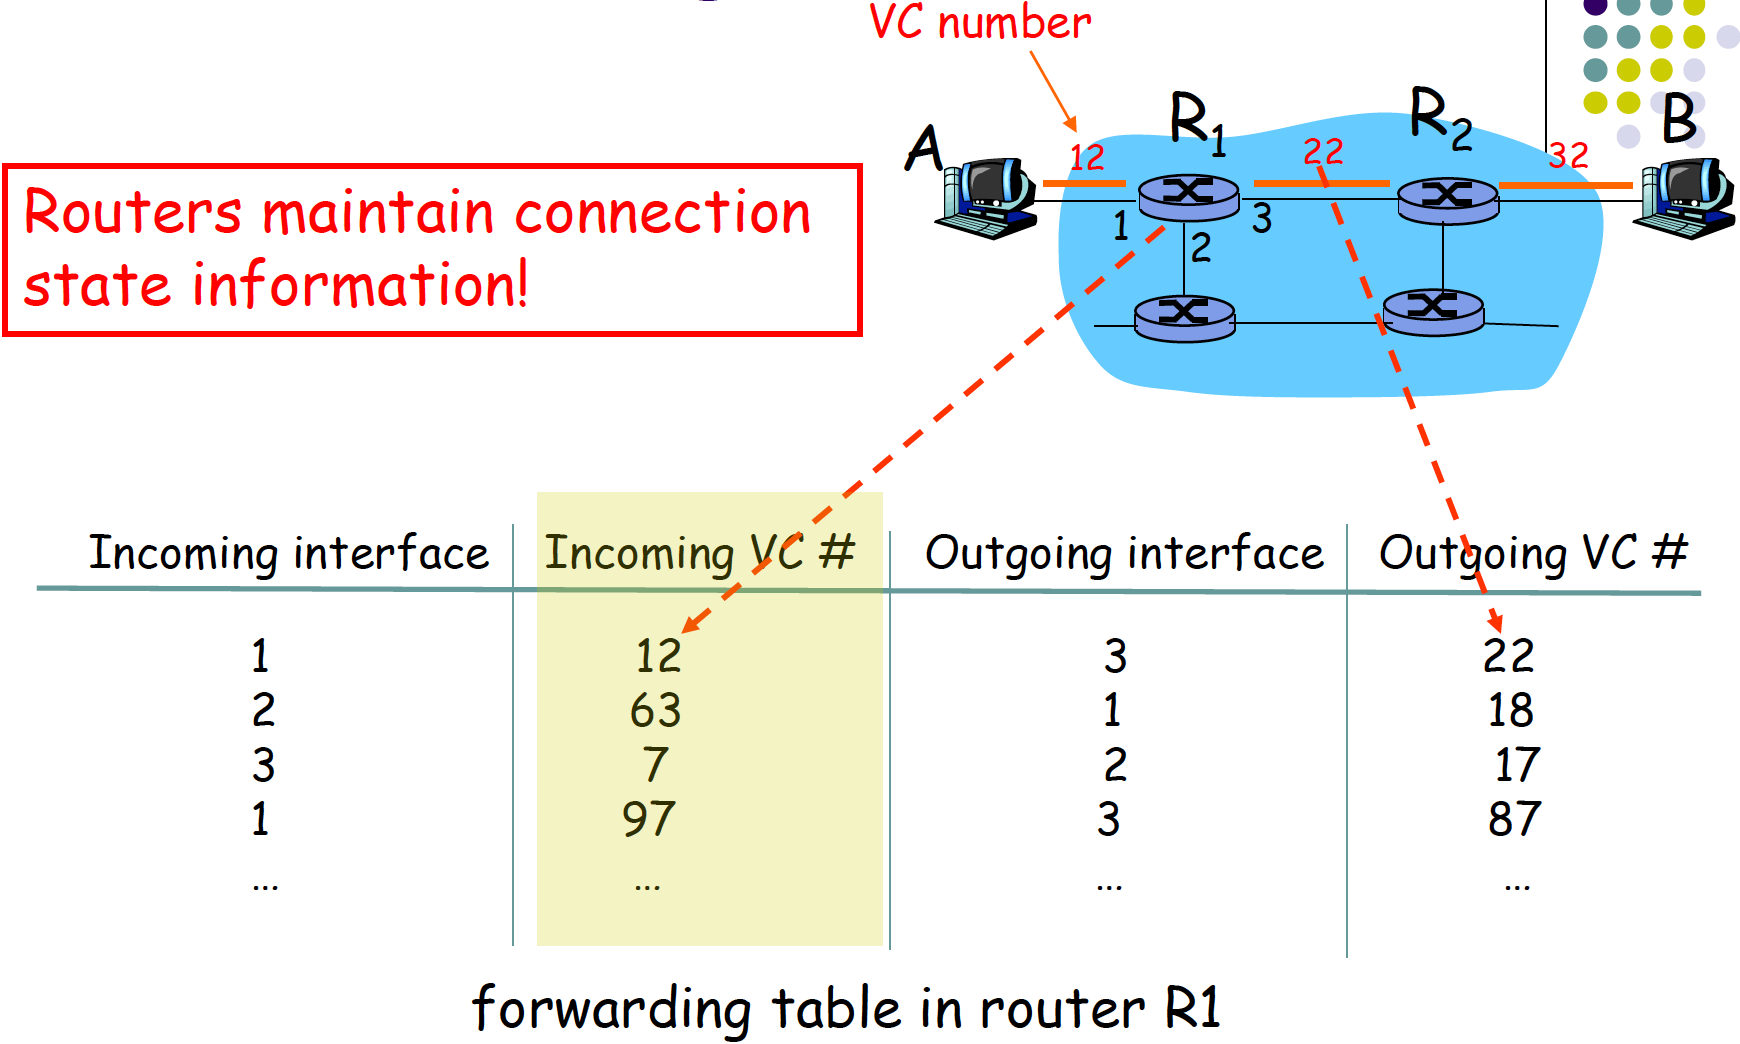 VC number
A
R1
R2
B
12
22
32
1
2
3
Routers maintain connection
state information!
Incoming interface Incoming VC # Outgoing interface Outgoing VC #
1 12 3 22
2 63 1 18
3 7 2 17
1 97 3 87
... ... ... ...
forwarding table in router R1